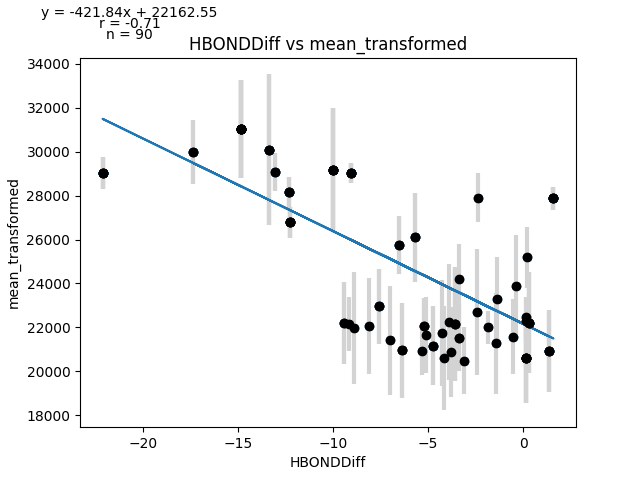 y = -421.84x + 22162.55
r = -0.71
n = 90
HBONDDiff vs mean_transformed
34000
32000
30000
28000
26000
24000
22000
20000
18000
mean_transformed
−20
−15
−10
−5
0
HBONDDiff